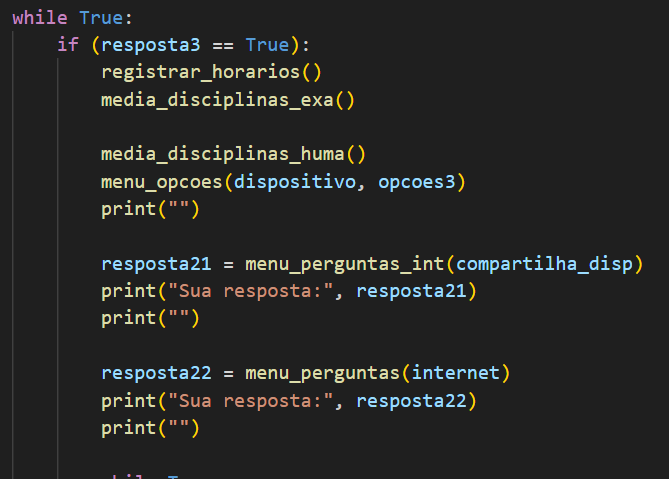 while True:
if (resposta3 == True):
registrar_horarios()
media_disciplinas_exa()
media_disciplinas_huma()
menu_opcoes(dispositivo, opcoes3)
print("")
resposta21 = menu_perguntas_int(compartilha_disp)
print("Sua resposta:", resposta21)
print("")
resposta22 = menu_perguntas(internet)
print("Sua resposta:", resposta22)
print("")